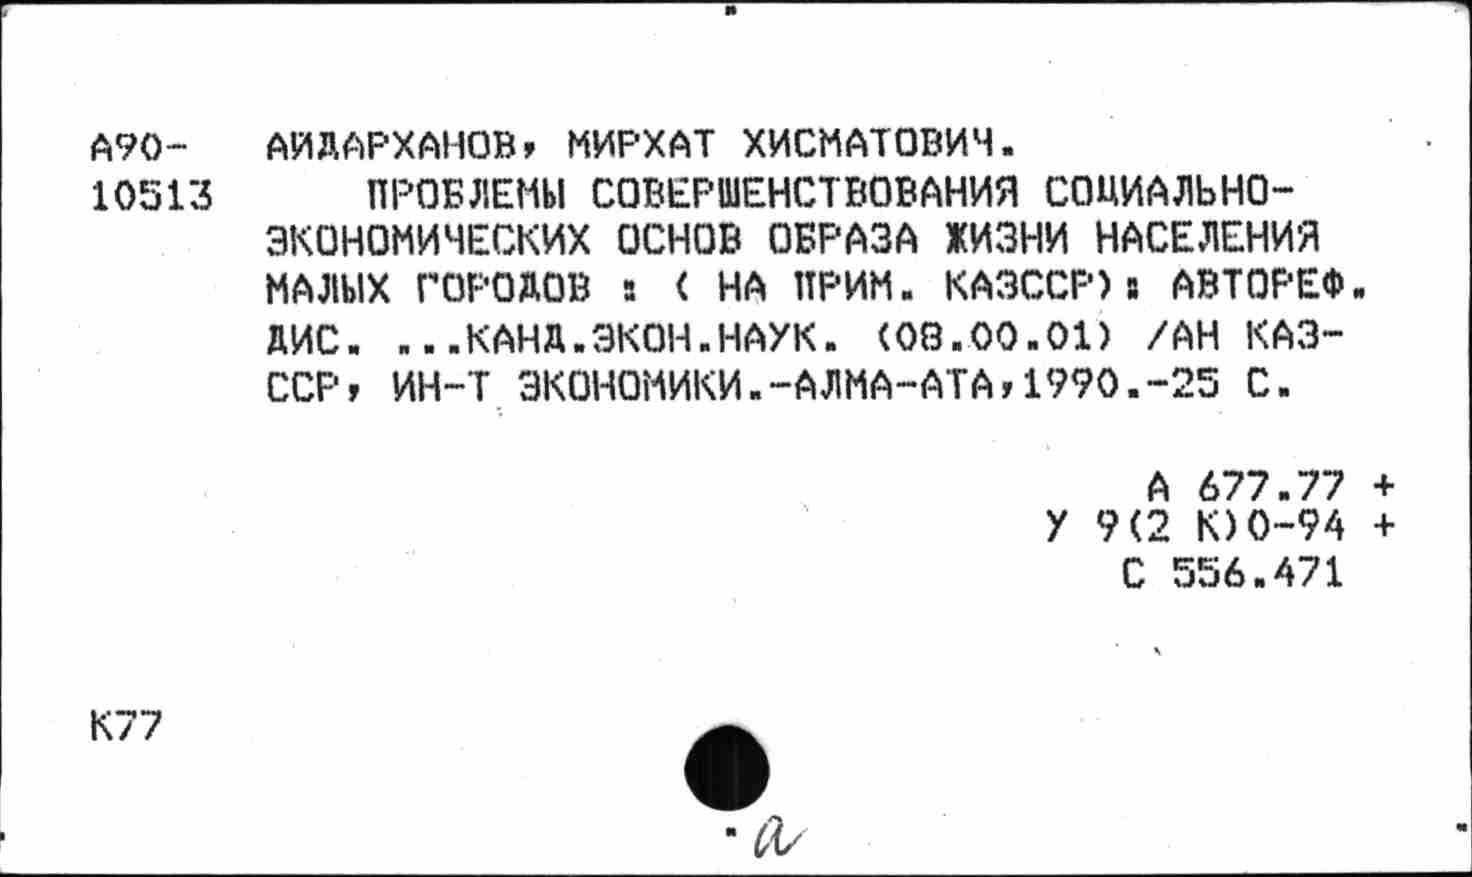 А90- АЙДАРХАНОВ, МИРХАТ ХИСМАТОВИЧ.
10513 ПРОБЛЕМЫ СОВЕРШЕНСТВОВАНИЯ СОЦИАЛЬНО-
ЭКОНОМИЧЕСКИХ ОСНОВ ОБРАЗА ЖИЗНИ НАСЕЛЕНИЯ
МАЛЫХ ГОРОДОВ : ( НА ПРИМ. КАЗССР): АВТОРЕФ.
ДИС. ...КАНД.ЭКОН.НАУК. (08.00.01) /АН КАЗ-
ССР, ИН-Т ЭКОНОМИКИ.-АЛМА-АТА,1990.-25 С.
А 677.77 +
У 9(2 К)0-94 +
С 556.471
К77
а